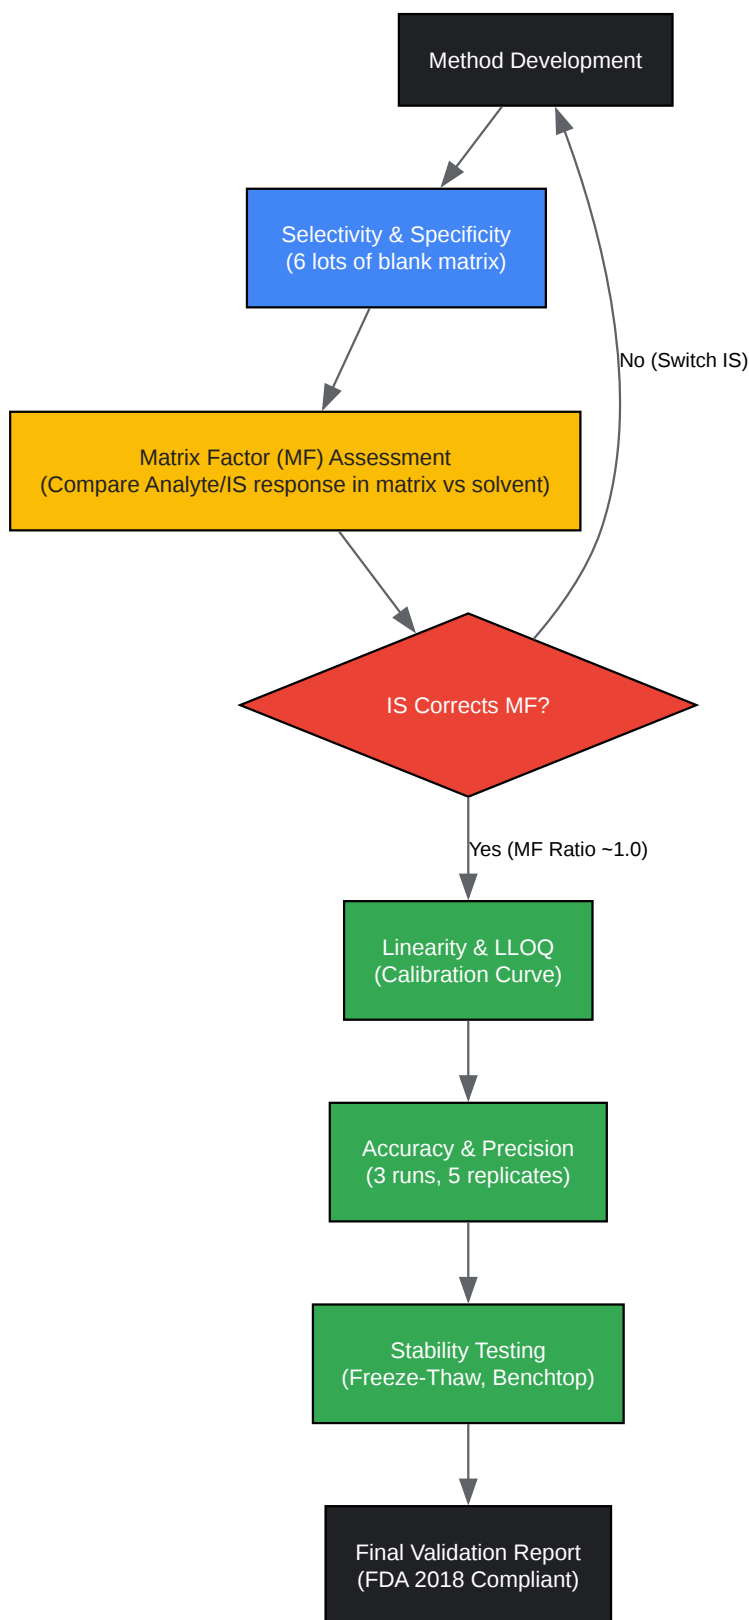 Method Development
Selectivity & Specificity
(6 lots of blank matrix)
No (Switch IS)
Matrix Factor (MF) Assessment
(Compare Analyte/IS response in matrix vs solvent)
IS Corrects MF?
Yes (MF Ratio ~1.0)
Linearity & LLOQ
(Calibration Curve)
Accuracy & Precision
(3 runs, 5 replicates)
Stability Testing
(Freeze-Thaw, Benchtop)
Final Validation Report
(FDA 2018 Compliant)